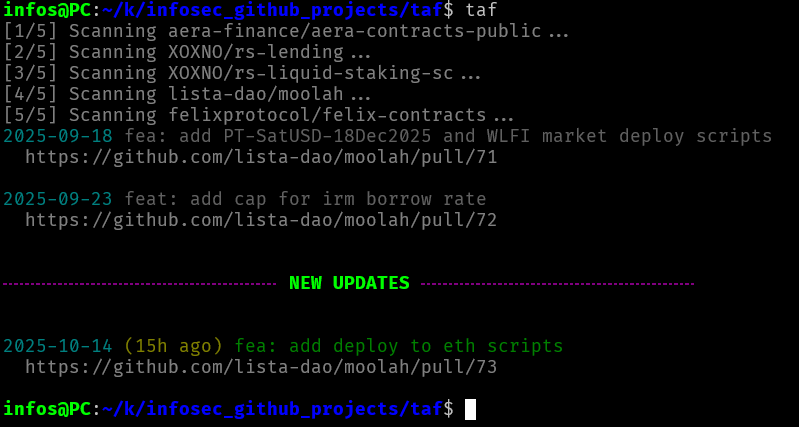 infos@PC:~/k/infosec_github_projects/taf$ taf
[1/5] Scanning aera-finance/aera-contracts-public...
[2/5] Scanning XOXNO/rs-lending...
[3/5] Scanning XOXNO/rs-liquid-staking-sc...
[4/5] Scanning lista-dao/moolah...
[5/5] Scanning felixprotocol/felix-contracts...
2025-09-18 fea: add PT-SatUSD-18Dec2025 and WLFI market deploy scripts
https://github.com/lista-dao/moolah/pull/71
2025-09-23 feat: add cap for irm borrow rate
https://github.com/lista-dao/moolah/pull/72
NEW UPDATES
2025-10-14 (15h ago) fea: add deploy to eth scripts
https://github.com/lista-dao/moolah/pull/73
infos@PC:~/k/infosec_github_projects/taf$